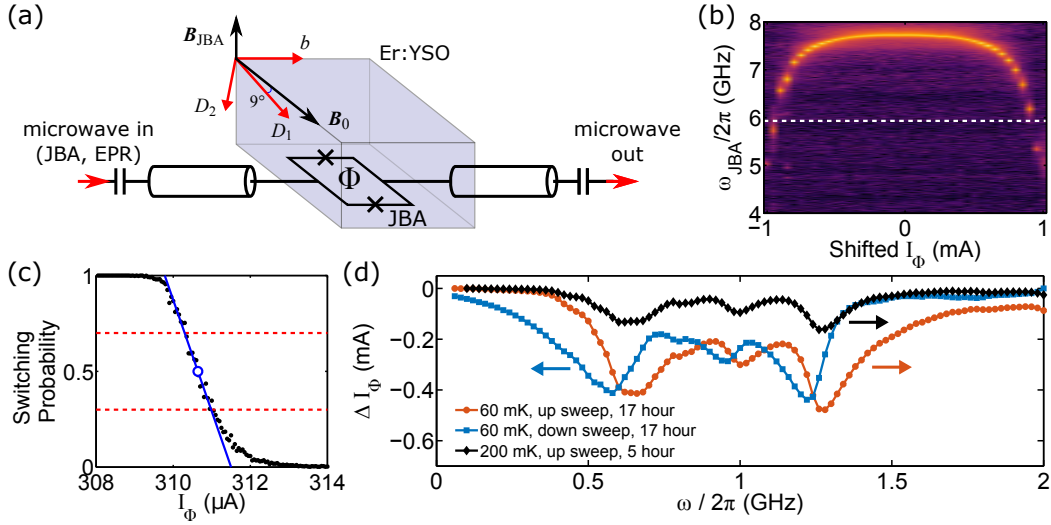 (a)
B_JBA
b
Er:YSO
D_2
9°
D_1
B_0
microwave in
(JBA, EPR)
microwave
out
Φ
JBA
(b)
8
7
6
5
4
ω_JBA/2π (GHz)
−1
0
1
Shifted I_Φ (mA)
(c)
1
0.5
0
Switching
Probability
308
310
312
314
I_Φ (μA)
(d)
0
−0.2
−0.4
−0.6
Δ I_Φ (mA)
60 mK, up sweep, 17 hour
60 mK, down sweep, 17 hour
200 mK, up sweep, 5 hour
0
0.5
1
1.5
2
ω / 2π (GHz)